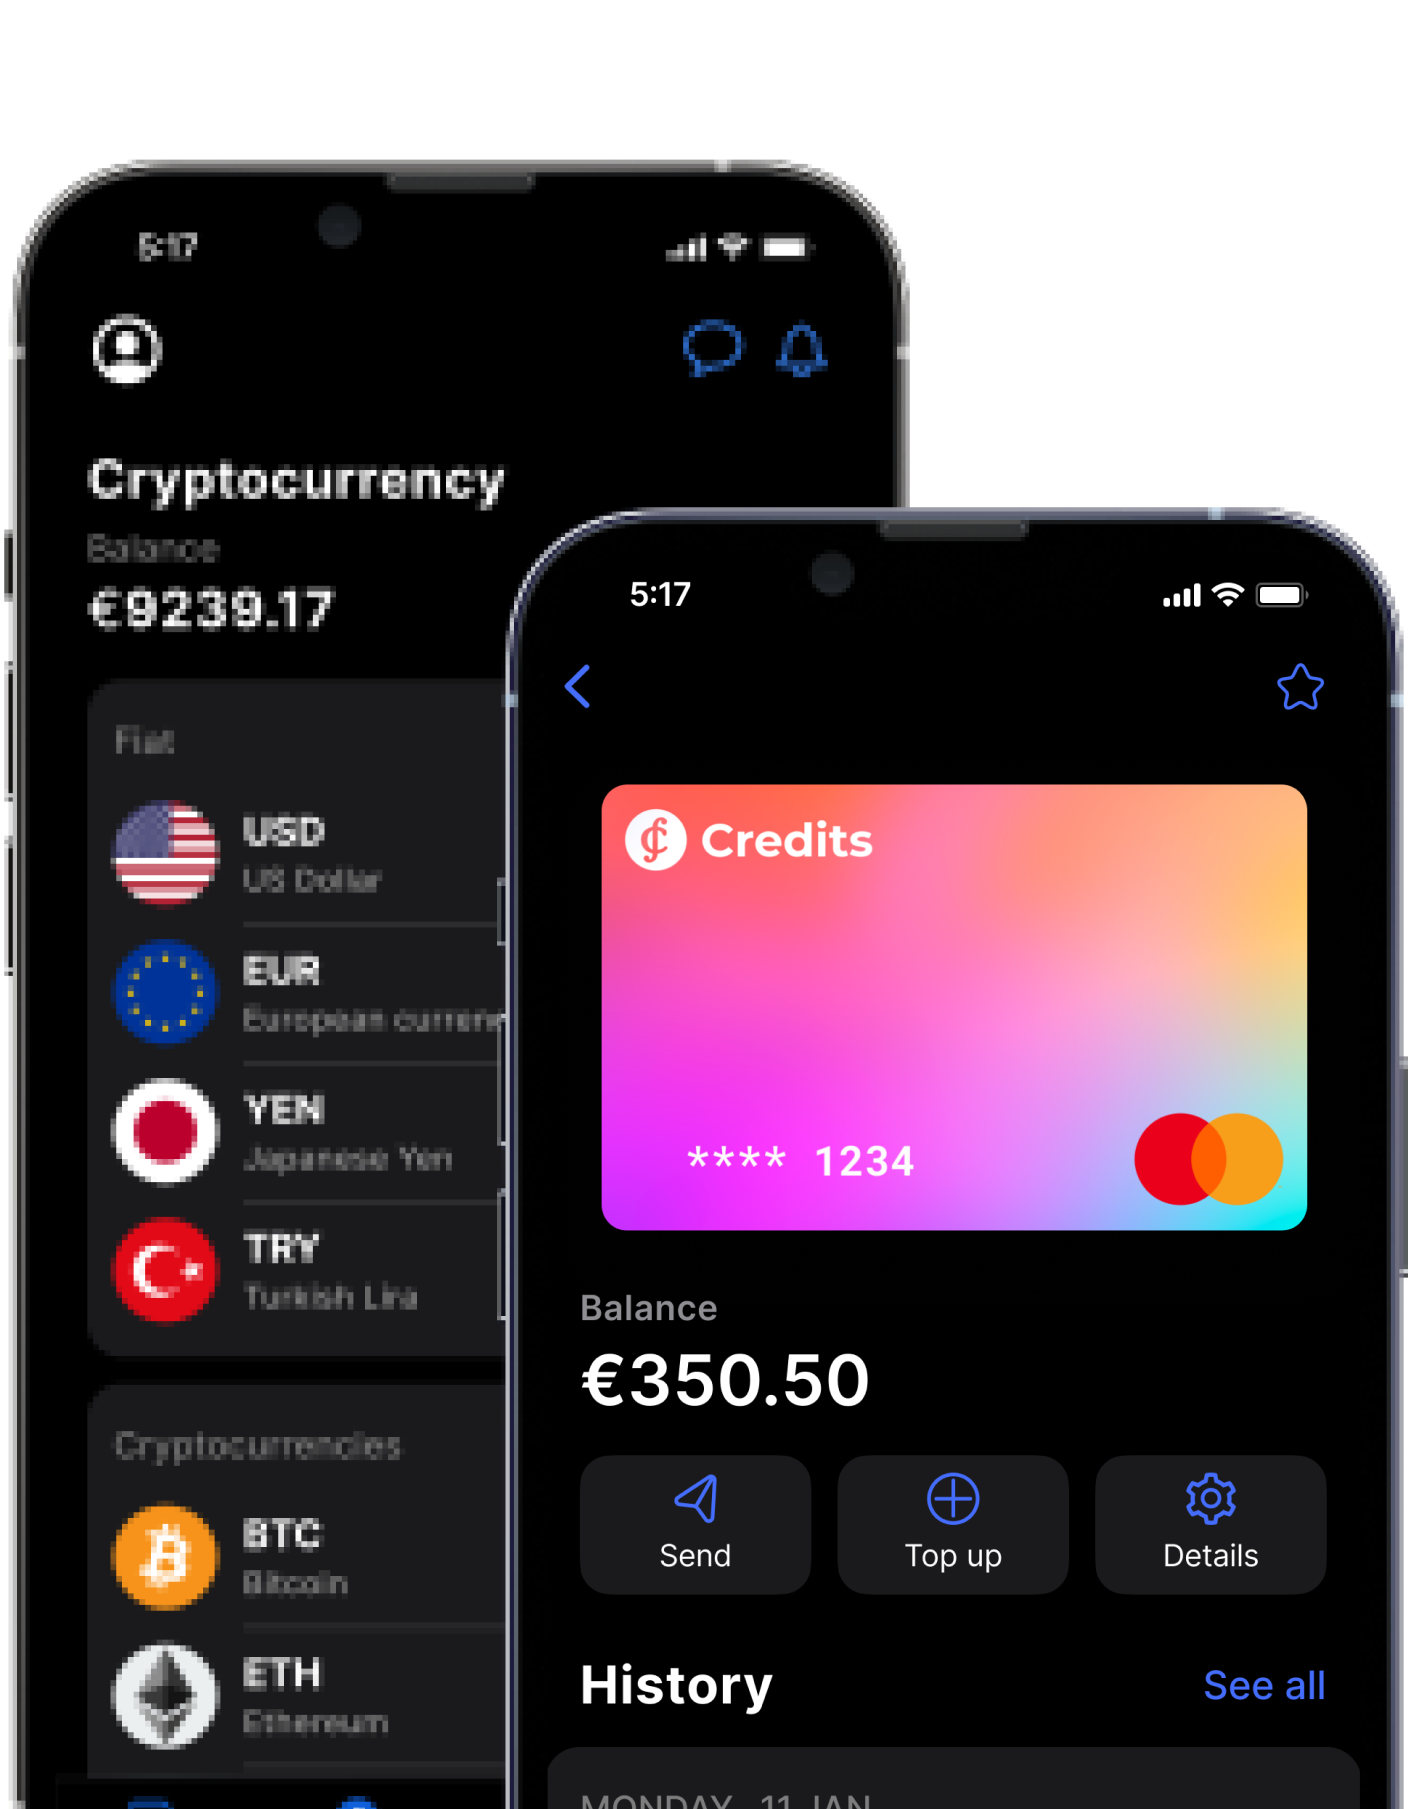 5:17
Cryptocurrency
Balance
€9239.17
Fiat
USD
US Dollar
EUR
European curren
YEN
Japanese Yen
TRY
Turkish Lira
Cryptocurrencies
BTC
Bitcoin
ETH
Ethereum
5:17
Credits
**** 1234
Balance
€350.50
Send
Top up
Details
History
See all
MONDAY, 11 JAN